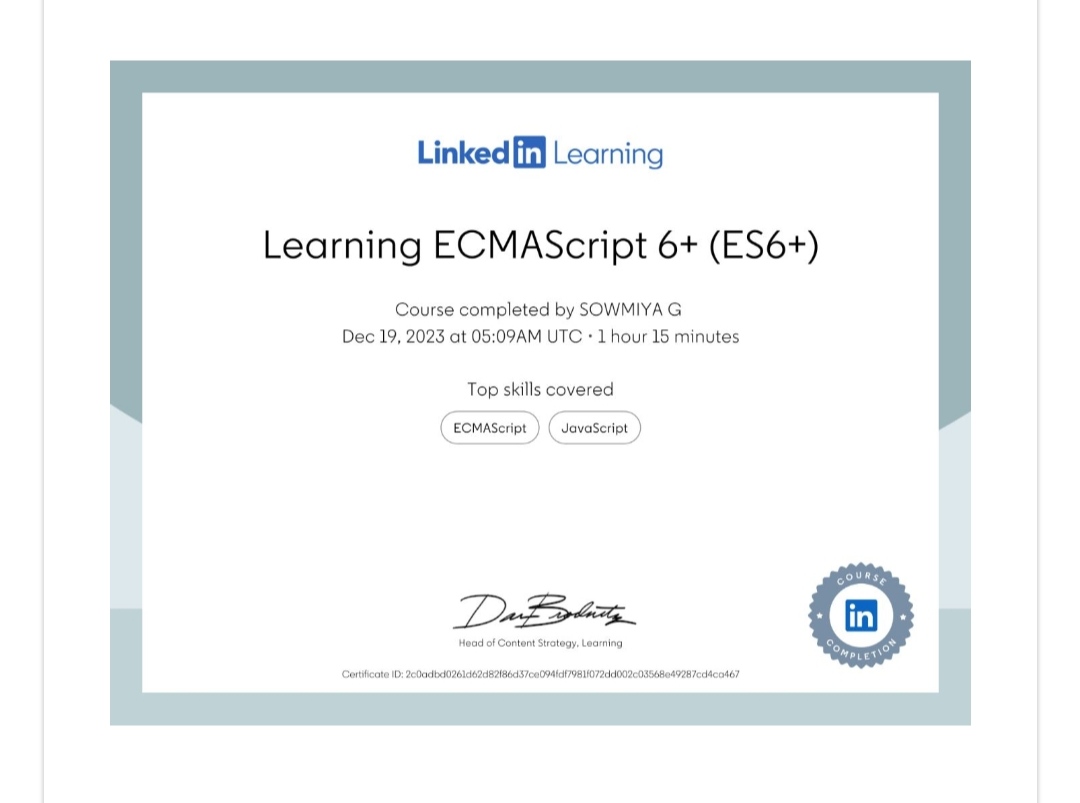 Linked in Learning
Learning ECMAScript 6+ (ES6+)
Course completed by SOWMIYA G
Dec 19, 2023 at 05:09AM UTC • 1 hour 15 minutes
Top skills covered
ECMAScript JavaScript
Head of Content Strategy, Learning
COURSE
in
COMPLETION
Certificate ID: 2c0adbd0261d62d82f86d37ce094fdf7981f072dd002c03568e49287cd4ca467